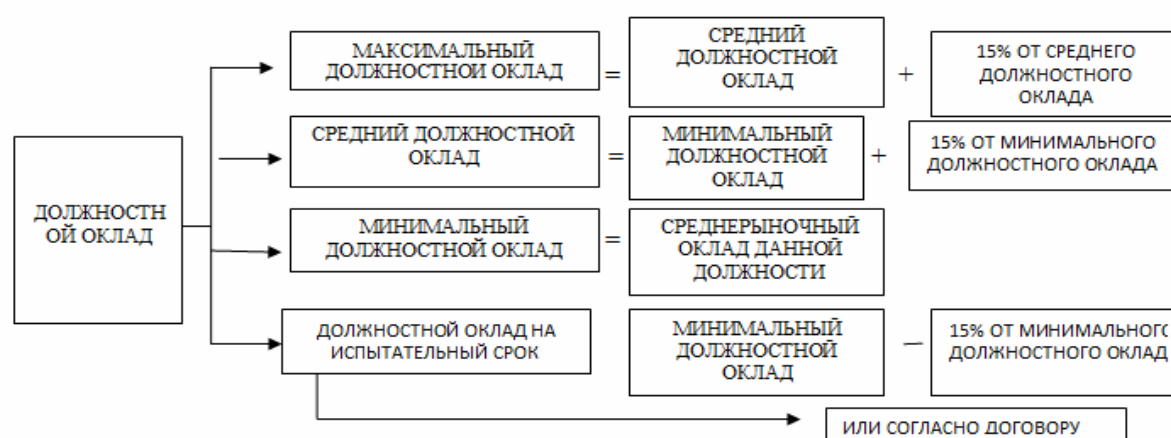 МАКСИМАЛЬНЫЙ
ДОЛЖНОСТНОЙ ОКЛАД
=
СРЕДНИЙ
ДОЛЖНОСТНОЙ
ОКЛАД
+
15% ОТ СРЕДНЕГО
ДОЛЖНОСТНОГО
ОКЛАДА
СРЕДНИЙ ДОЛЖНОСТНОЙ
ОКЛАД
=
МИНИМАЛЬНЫЙ
ДОЛЖНОСТНОЙ
ОКЛАД
+
15% ОТ МИНИМАЛЬНОГО
ДОЛЖНОСТНОГО ОКЛАДА
ДОЛЖНОСТН
ОЙ ОКЛАД
МИНИМАЛЬНЫЙ
ДОЛЖНОСТНОЙ ОКЛАД
=
СРЕДНЕРЫНОЧНЫЙ
ОКЛАД ДАННОЙ
ДОЛЖНОСТИ
ДОЛЖНОСТНОЙ ОКЛАД НА
ИСПЫТАТЕЛЬНЫЙ СРОК
МИНИМАЛЬНЫЙ
ДОЛЖНОСТНОЙ
ОКЛАД
—
15% ОТ МИНИМАЛЬНОГО
ДОЛЖНОСТНОГО ОКЛАД
ИЛИ СОГЛАСНО ДОГОВОРУ